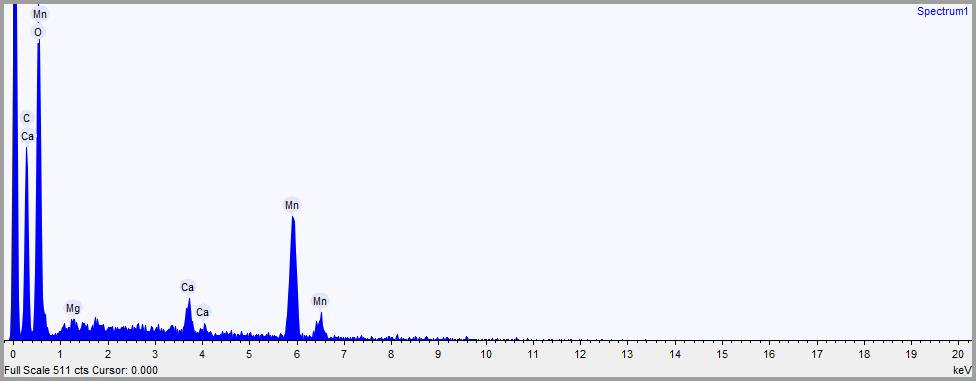 Spectrum1
Mn
O
C
Ca
Mn
Ca
Mn
Ca
Mg
0 1 2 3 4 5 6 7 8 9 10 11 12 13 14 15 16 17 18 19 20
Full Scale 511 cts Cursor: 0.000 keV